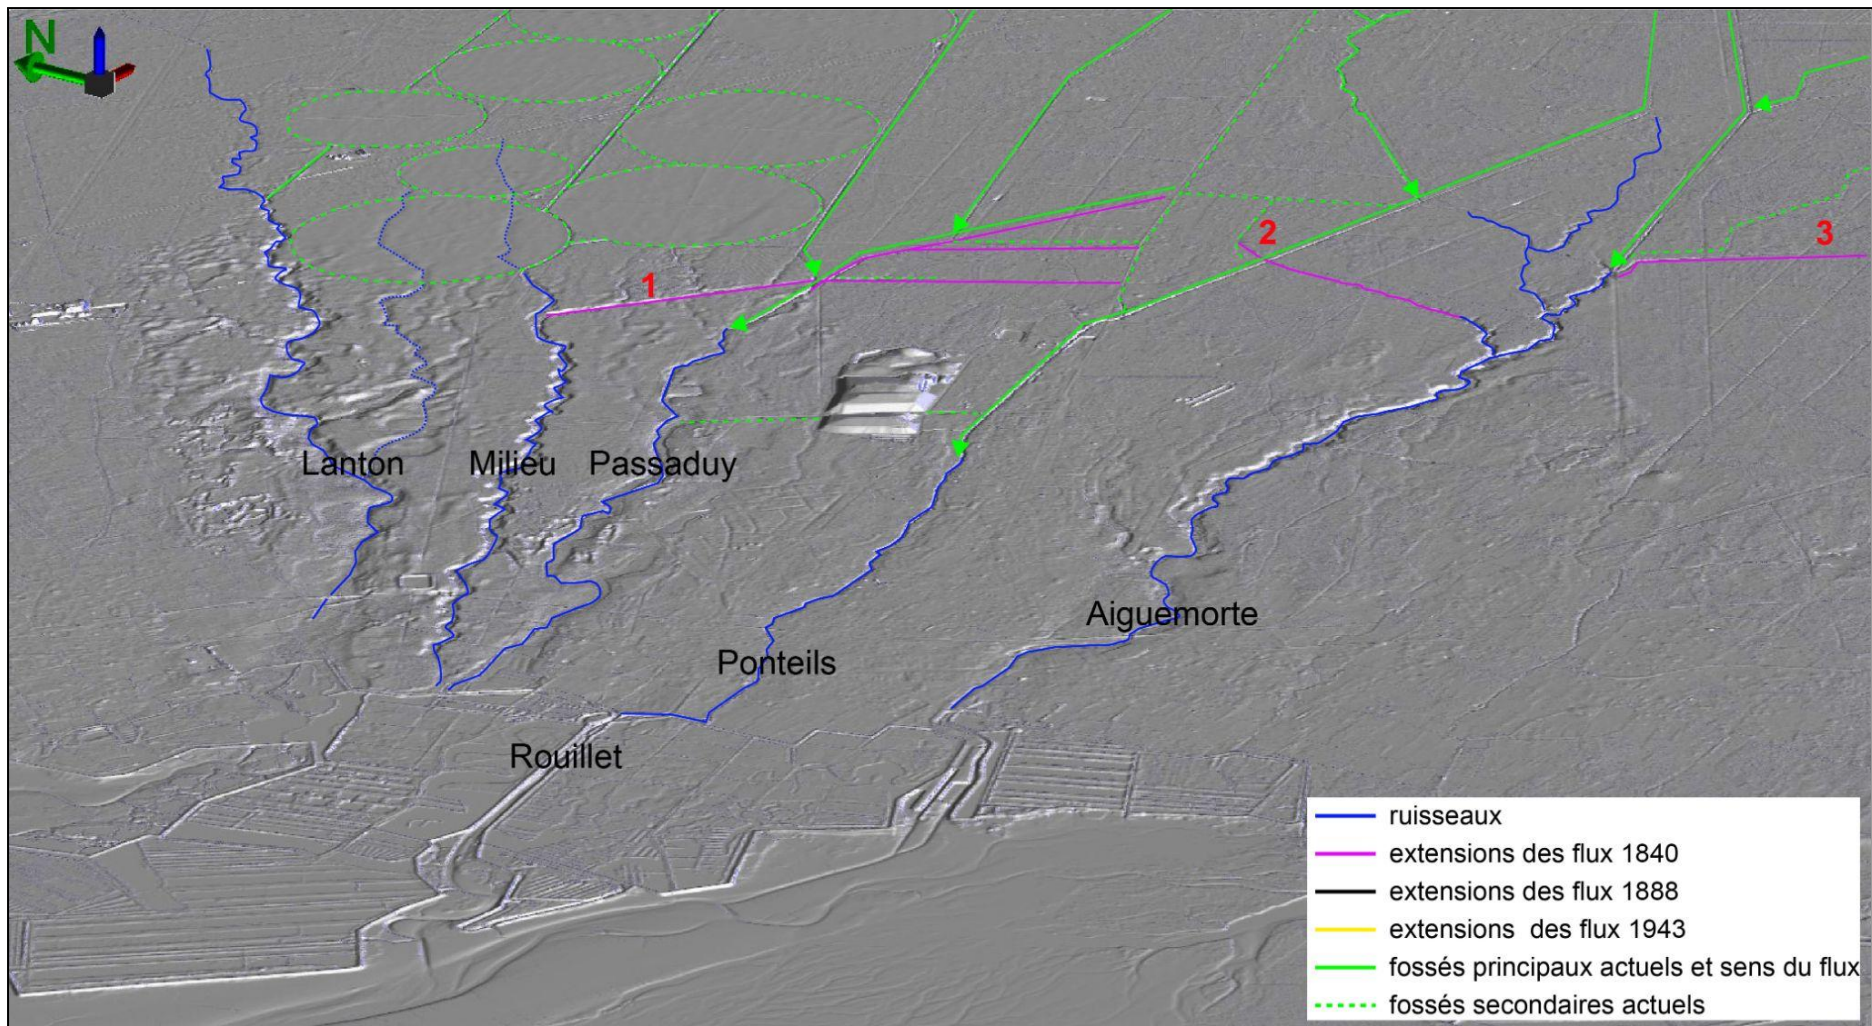 N
1
2
3
Lanton
Milieu
Passaduy
Aiguemorte
Ponteils
Rouillet
ruisseaux
extensions des flux 1840
extensions des flux 1888
extensions  des flux 1943
fossés principaux actuels et sens du flux
fossés secondaires actuels